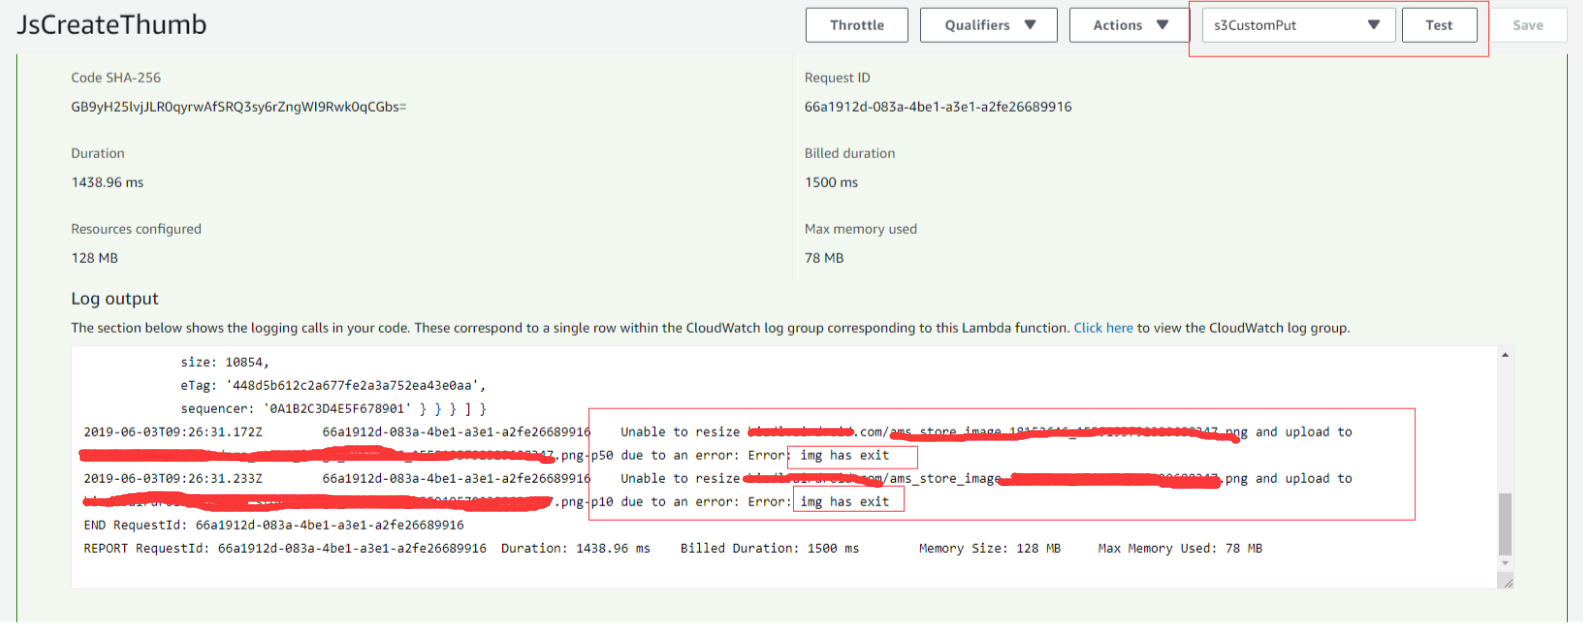 JsCreateThumb
Throttle
Qualifiers
Actions
s3CustomPut
Test
Save
Code SHA-256
Request ID
GB9yH25lvjJLR0qyrwAfSRQ3sy6rZngWI9Rwk0qCGbs=
66a1912d-083a-4be1-a3e1-a2fe26689916
Duration
Billed duration
1438.96 ms
1500 ms
Resources configured
Max memory used
128 MB
78 MB
Log output
The section below shows the logging calls in your code. These correspond to a single row within the CloudWatch log group corresponding to this Lambda function. Click here to view the CloudWatch log group.
size: 10854,
eTag: '448d5b612c2a677fe2a3a752ea43e0aa',
sequencer: '0A1B2C3D4E5F678901' } } } ] }
2019-06-03T09:26:31.172Z 66a1912d-083a-4be1-a3e1-a2fe26689916 Unable to resize .com/ams_store_image .png and upload to
.png-p50 due to an error: Error: img has exit
2019-06-03T09:26:31.233Z 66a1912d-083a-4be1-a3e1-a2fe26689916 Unable to resize /ams_store_image .png and upload to
.png-p10 due to an error: Error: img has exit
END RequestId: 66a1912d-083a-4be1-a3e1-a2fe26689916
REPORT RequestId: 66a1912d-083a-4be1-a3e1-a2fe26689916 Duration: 1438.96 ms Billed Duration: 1500 ms Memory Size: 128 MB Max Memory Used: 78 MB